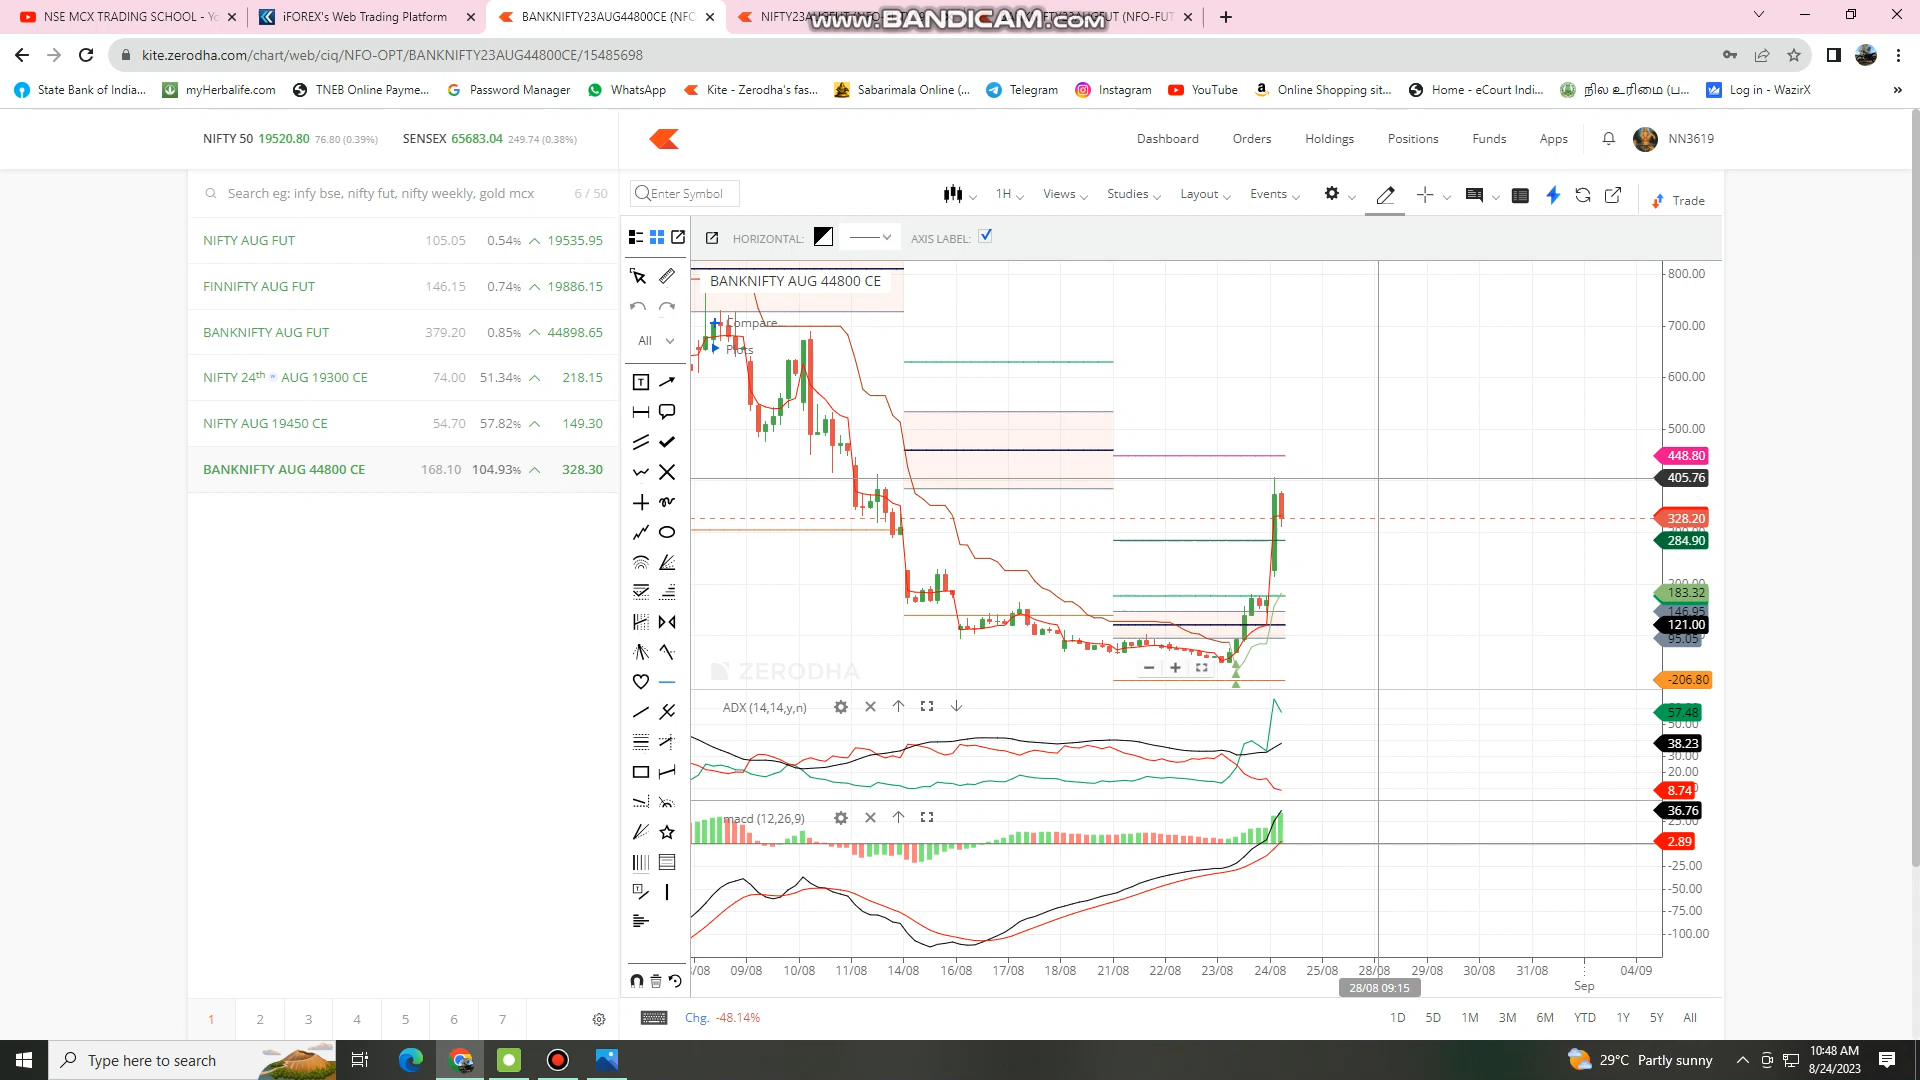 NSE MCX TRADING SCHOOL - Yo
iFOREX's Web Trading Platform
BANKNIFTY23AUG44800CE (NFO
www.BANDICAM.com
kite.zerodha.com/chart/web/ciq/NFO-OPT/BANKNIFTY23AUG44800CE/15485698
State Bank of India...
myHerbalife.com
TNEB Online Payme...
Password Manager
WhatsApp
Kite - Zerodha's fas...
Sabarimala Online (...
Telegram
Instagram
YouTube
Online Shopping sit...
Home - eCourt Indi...
நில உரிமை (ப...
Log in - WazirX
NIFTY 50 19520.80 76.80 (0.39%)
SENSEX 65683.04 249.74 (0.38%)
Dashboard
Orders
Holdings
Positions
Funds
Apps
NN3619
Search eg: infy bse, nifty fut, nifty weekly, gold mcx
6 / 50
Enter Symbol
1H
Views
Studies
Layout
Events
Trade
NIFTY AUG FUT 105.05 0.54% 19535.95
FINNIFTY AUG FUT 146.15 0.74% 19886.15
BANKNIFTY AUG FUT 379.20 0.85% 44898.65
NIFTY 24th w AUG 19300 CE 74.00 51.34% 218.15
NIFTY AUG 19450 CE 54.70 57.82% 149.30
BANKNIFTY AUG 44800 CE 168.10 104.93% 328.30
HORIZONTAL:
AXIS LABEL:
All
BANKNIFTY AUG 44800 CE
Compare...
Plots
ZERODHA
800.00
700.00
600.00
500.00
448.80
405.76
328.20
284.90
200.00
183.32
146.95
121.00
95.05
-206.80
ADX (14,14,y,n)
57.48
50.00
38.23
30.00
20.00
8.74
macd (12,26,9)
36.76
25.00
2.89
-25.00
-50.00
-75.00
-100.00
/08 09/08 10/08 11/08 14/08 16/08 17/08 18/08 21/08 22/08 23/08 24/08 25/08 28/08 29/08 30/08 31/08 04/09
Sep
28/08 09:15
1 2 3 4 5 6 7
Chg. -48.14%
1D 5D 1M 3M 6M YTD 1Y 5Y All
Type here to search
29°C Partly sunny
10:48 AM
8/24/2023